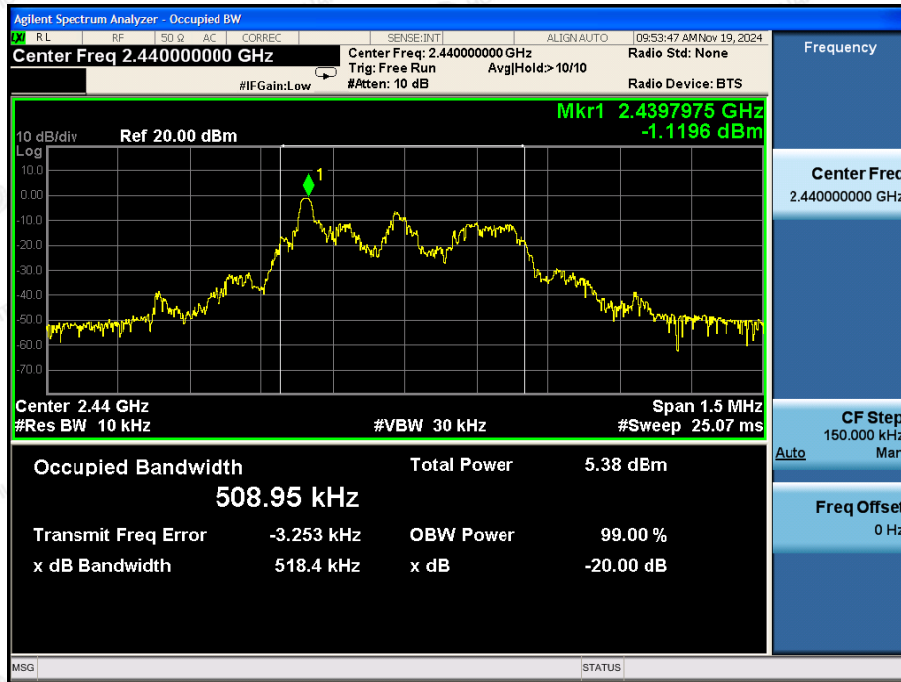 Agilent Spectrum Analyzer - Occupied BW
LXI RL RF 50 Ω AC CORREC SENSE:INT ALIGN AUTO 09:53:47 AM Nov 19, 2024
Center Freq 2.440000000 GHz Center Freq: 2.440000000 GHz Radio Std: None Frequency
Trig: Free Run Avg|Hold:> 10/10
#IFGain:Low #Atten: 10 dB Radio Device: BTS
Mkr1 2.4397975 GHz
-1.1196 dBm
10 dB/div Ref 20.00 dBm
Log
10.0
0.00
-10.0
-20.0
-30.0
-40.0
-50.0
-60.0
-70.0
1
Center Freq
2.440000000 GHz
Center 2.44 GHz Span 1.5 MHz
#Res BW 10 kHz #VBW 30 kHz #Sweep 25.07 ms
CF Step
150.000 kHz
Auto Man
Occupied Bandwidth Total Power 5.38 dBm
508.95 kHz
Transmit Freq Error -3.253 kHz OBW Power 99.00 %
x dB Bandwidth 518.4 kHz x dB -20.00 dB
Freq Offset
0 Hz
MSG STATUS